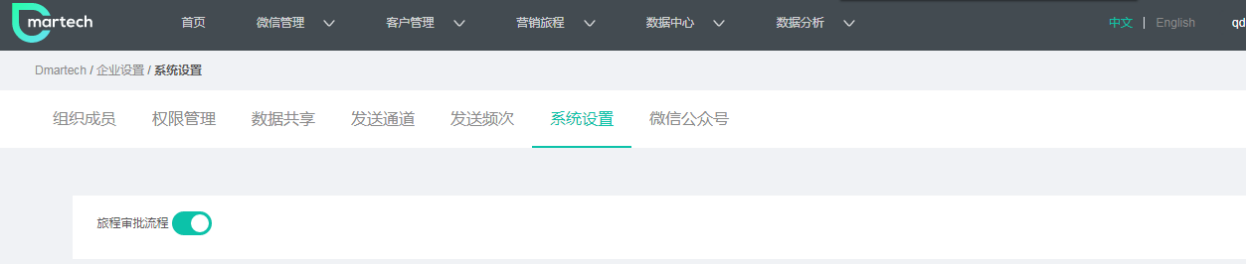 Dmartech 首页 微信管理 客户管理 营销旅程 数据中心 数据分析 中文 | English qd
Dmartech / 企业设置 / 系统设置
组织成员 权限管理 数据共享 发送通道 发送频次 系统设置 微信公众号
旅程审批流程